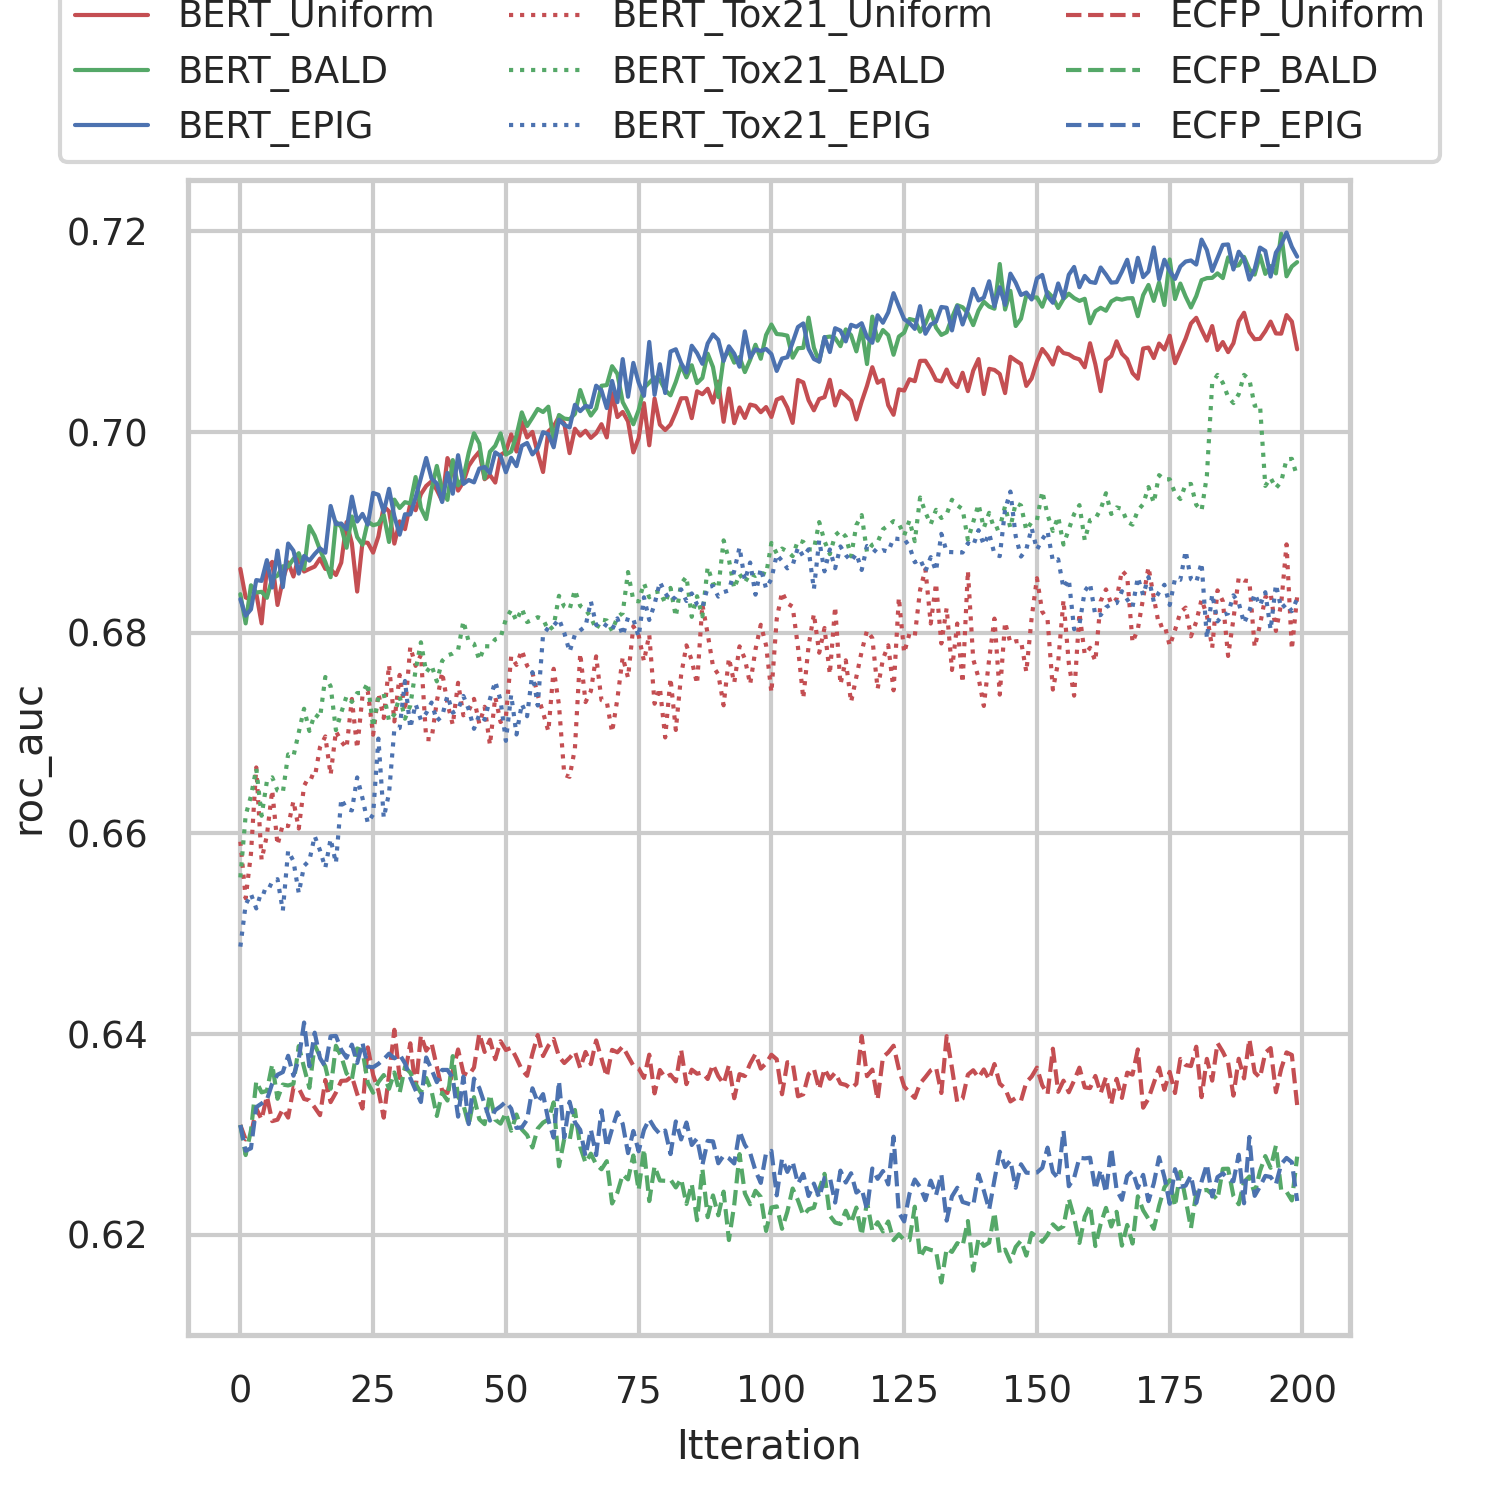 BERT_Uniform BERT_Tox21_Uniform ECFP_Uniform
BERT_BALD BERT_Tox21_BALD ECFP_BALD
BERT_EPIG BERT_Tox21_EPIG ECFP_EPIG
0.72
0.70
0.68
0.66
0.64
0.62
roc_auc
0 25 50 75 100 125 150 175 200
Itteration